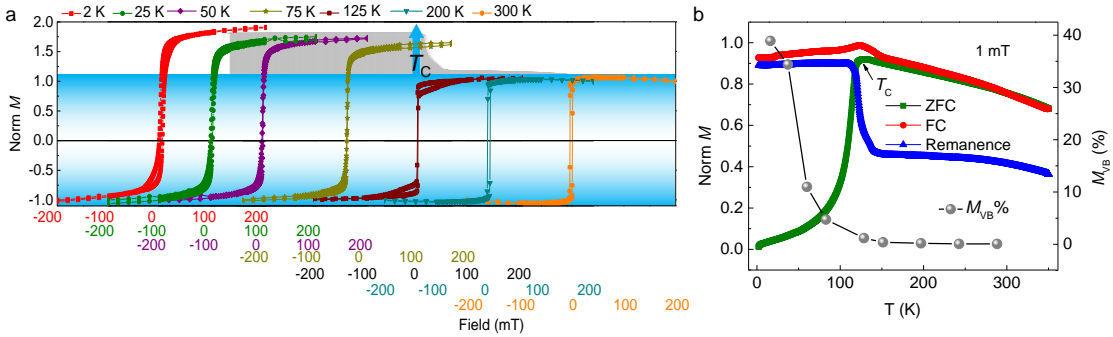 a
2 K 25 K 50 K 75 K 125 K 200 K 300 K
2.0
1.5
1.0
0.5
0.0
-0.5
-1.0
Norm M
T_C
-200 -100 0 100 200
-100 0 100 200
-200 -100 0 100 200
-200 -100 0 100 200
-200 -100 0 100 200
-200 -100 0 100 200
-200 -100 0 100 200
Field (mT)
b
1.0
0.8
0.6
0.4
0.2
0.0
Norm M
1 mT
T_C
ZFC
FC
Remanence
M_VB%
40
30
20
10
0
M_VB (%)
0 100 200 300
T (K)